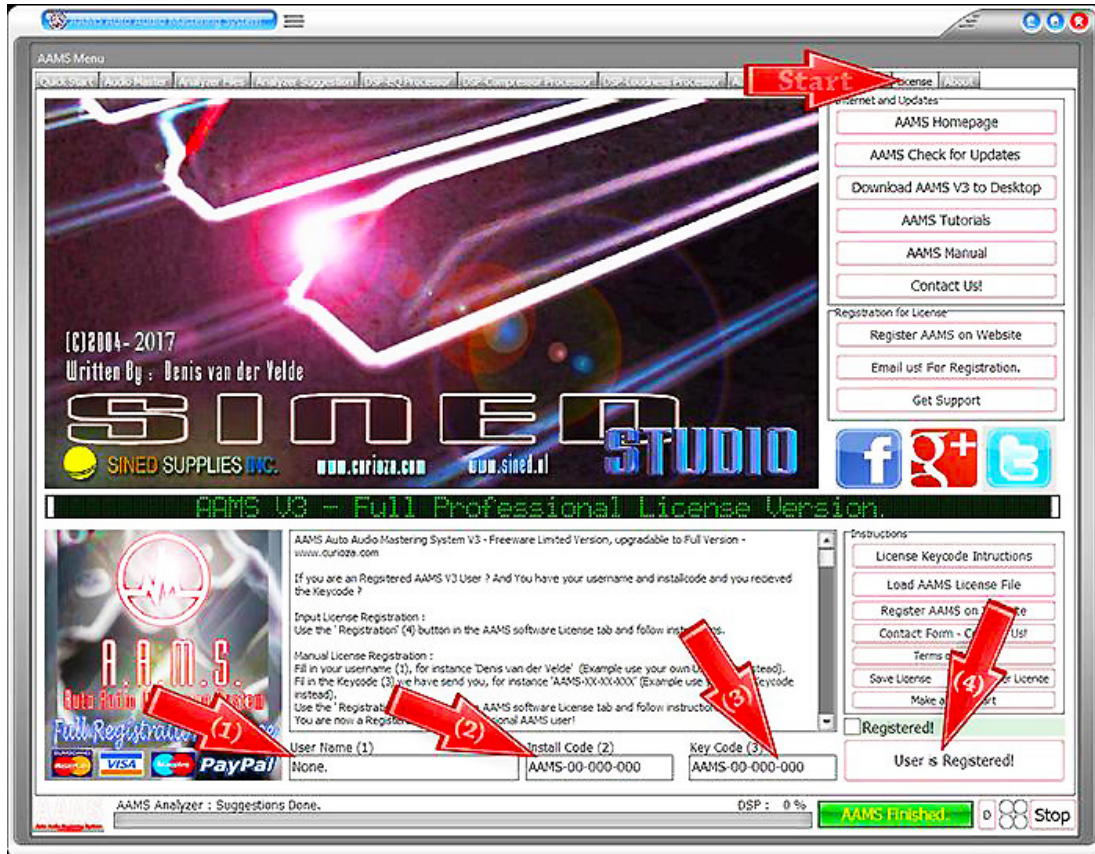 AAMS Auto Audio Mastering System
AAMS Menu
Quick Start
Audio Master
Analyzer Files
Analyzer Suggestion
DSP-EQ Processor
DSP-Compressor Processor
DSP-Loudness Processor
Start
License
About
Internet and Updates
AAMS Homepage
AAMS Check for Updates
Download AAMS V3 to Desktop
AAMS Tutorials
AAMS Manual
Contact Us!
Registration for License
Register AAMS on Website
Email us! For Registration.
Get Support
(C)2004-2017
Written By : Denis van der Velde
SINED
STUDIO
SINED SUPPLIES INC.
www.curioza.com
www.sined.nl
f
g+
t
AAMS V3 - Full Professional License Version.
A.A.M.S.
Auto Audio
PayPal
VISA
AAMS Auto Audio Mastering System V3 - Freeware Limted Version, upgradable to Full Version -
www.curioza.com
If you are an Registered AAMS V3 User ? And You have your username and installcode and you recieved
the Keycode ?
Input License Registration :
Use the ' Registration' (4) button in the AAMS software License tab and follow
Manual License Registration :
Fill in your username (1), for instance 'Denis van der Velde' (Example use your own
Fil in the Keycode (3) we have send you, for instance 'AAMS-XX-XX-XXX' (Example use
instead).
Use the
AAMS software License tab and follow
You are now a
AAMS user!
Instructions
License Keycode Intructions
Load AAMS License File
Register AAMS on
Contact Form -
Us!
Terms
Save License
License
Make a
Registered!
User is Registered!
(1)
(2)
(3)
(4)
User Name (1)
None.
Install Code (2)
AAMS-00-000-000
Key Code (3)
AAMS-00-000-000
AAMS Analyzer : Suggestions Done.
DSP : 0 %
AAMS Finished.
D
Stop